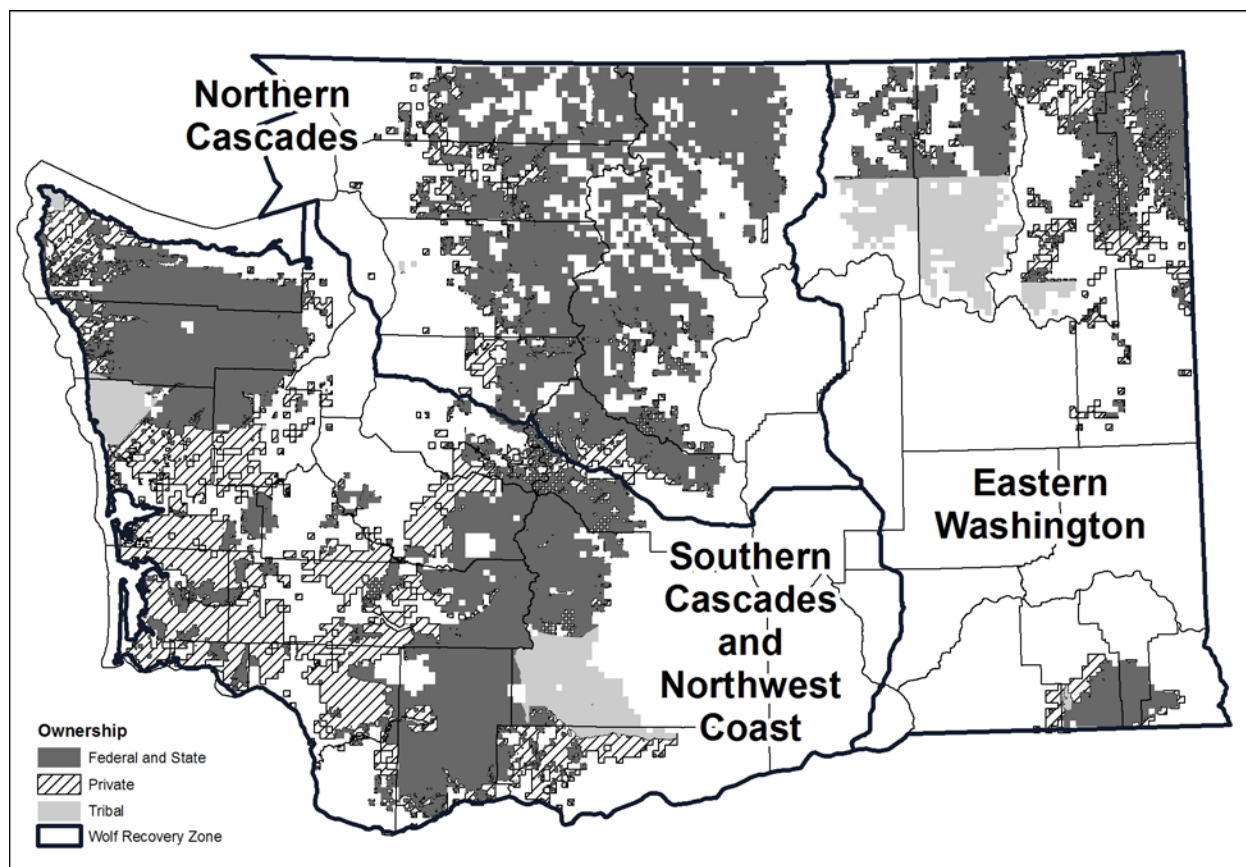 Northern
Cascades
Eastern
Washington
Southern
Cascades
and
Northwest
Coast
Ownership
Federal and State
Private
Tribal
Wolf Recovery Zone